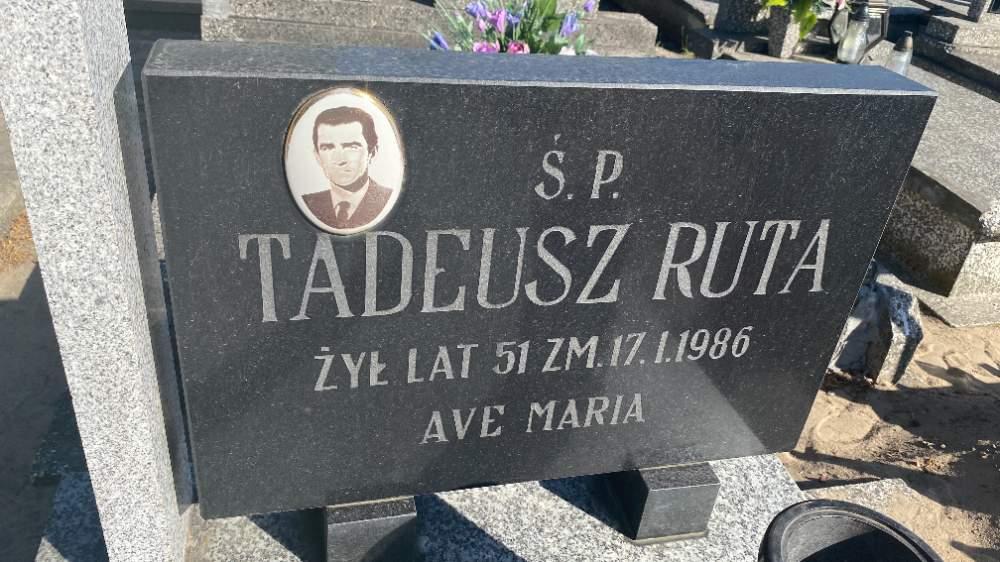 Ś. P.
TADEUSZ RUTA
ŻYŁ LAT 51 ZM. 17. I. 1986
AVE MARIA